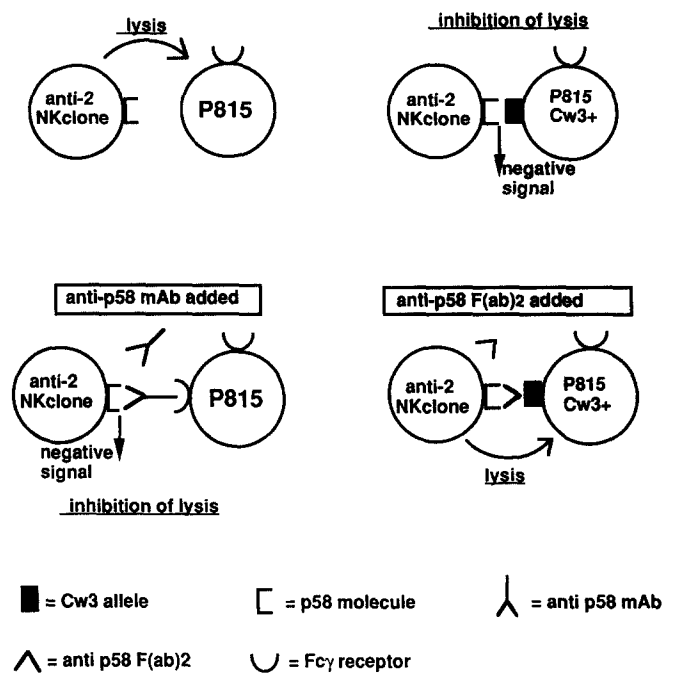 lysis
anti-2
NKclone
P815
inhibition of lysis
anti-2
NKclone
P815
Cw3+
negative
signal
anti-p58 mAb added
anti-2
NKclone
P815
negative
signal
inhibition of lysis
anti-p58 F(ab)2 added
anti-2
NKclone
P815
Cw3+
lysis
= Cw3 allele
= p58 molecule
= anti p58 mAb
= anti p58 F(ab)2
= Fcγ receptor